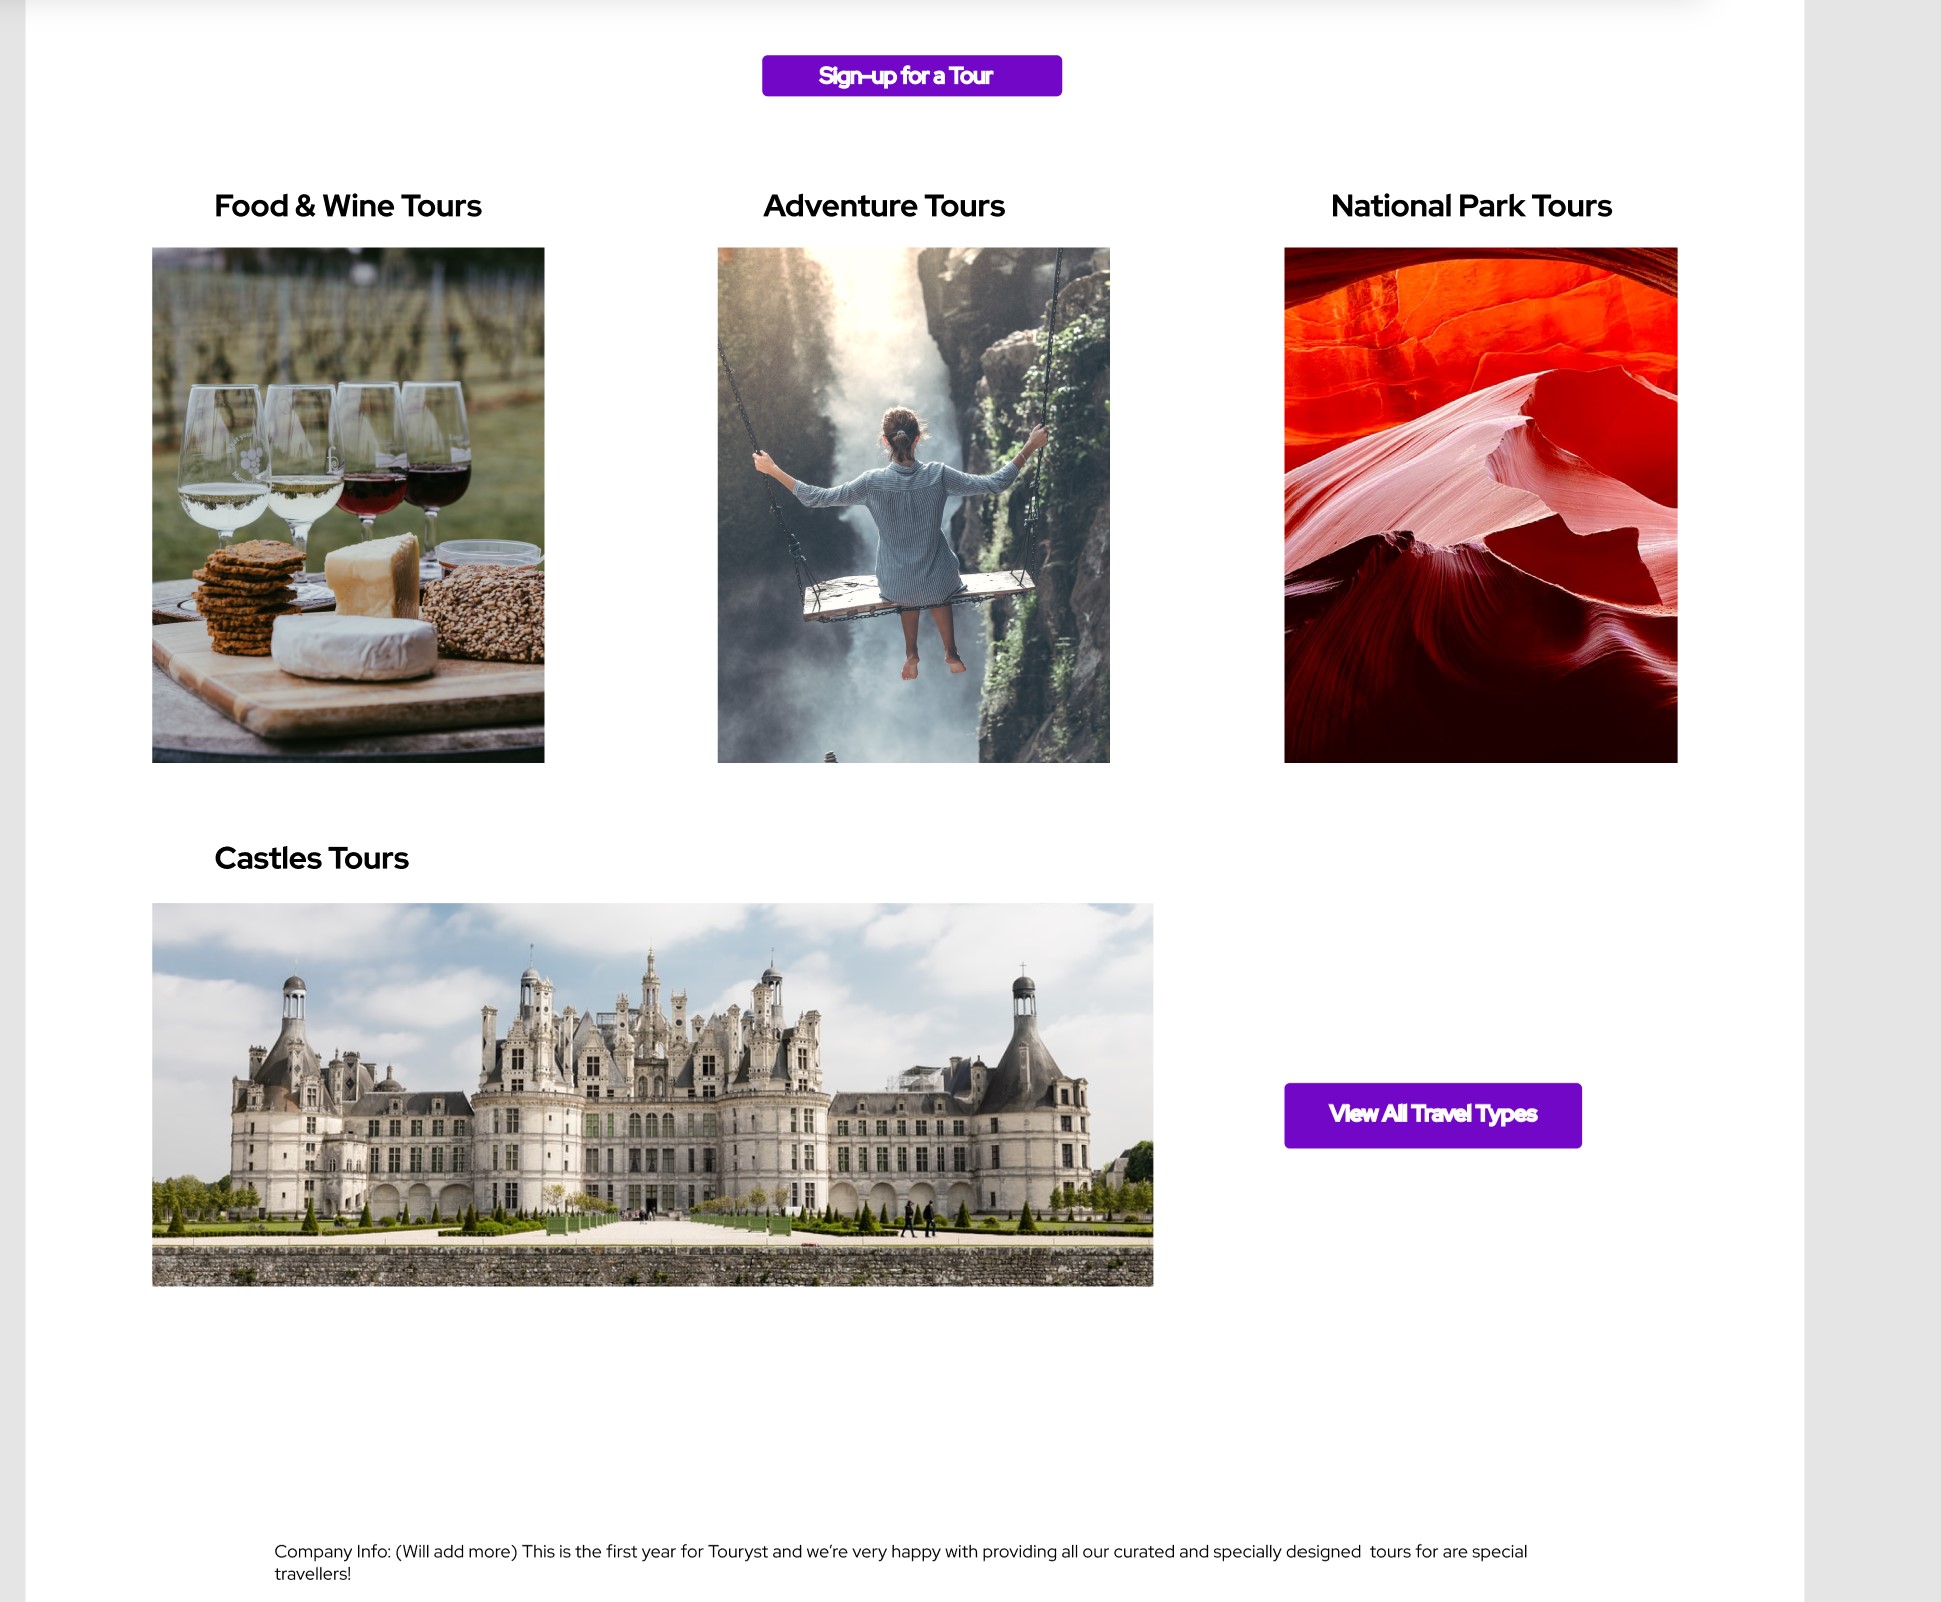 Sign-up for a Tour
Food & Wine Tours
Adventure Tours
National Park Tours
Castles Tours
View All Travel Types
Company Info: (Will add more) This is the first year for Touryst and we're very happy with providing all our curated and specially designed  tours for are special
travellers!